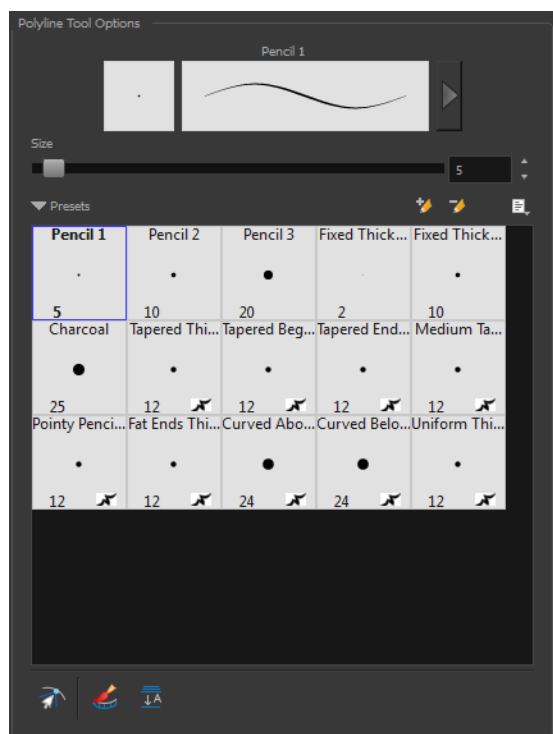 Polyline Tool Options
Pencil 1
Size
5
Presets
Pencil 1 Pencil 2 Pencil 3 Fixed Thick... Fixed Thick...
5 10 20 2 10
Charcoal Tapered Thi... Tapered Beg... Tapered End... Medium Ta...
25 12 12 12 12
Pointy Penci... Fat Ends Thi... Curved Abo... Curved Belo... Uniform Thi...
12 12 24 24 12
A